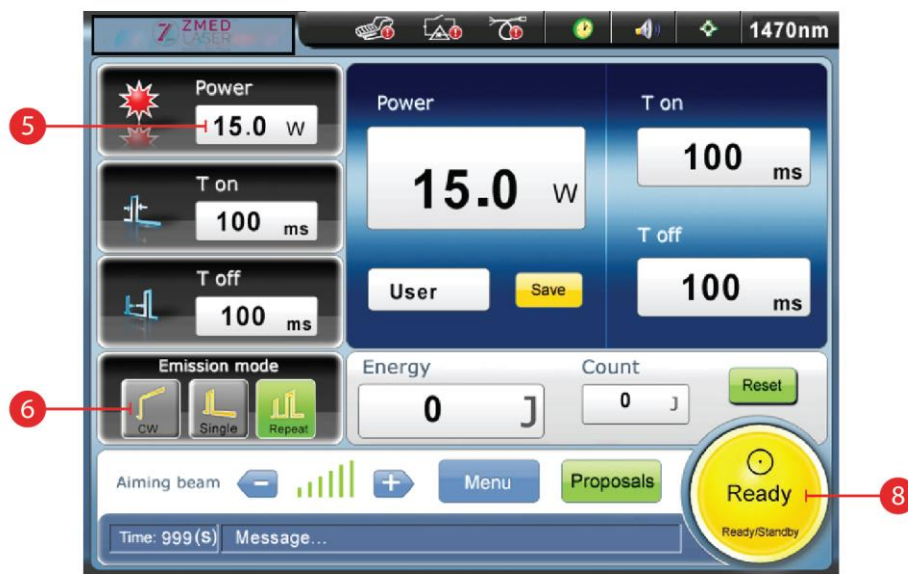 ZMED
LASER
1470nm
5
Power
15.0 W
T on
100 ms
T off
100 ms
Emission mode
6
CW
Single
Repeat
Power
15.0 W
User
Save
T on
100 ms
T off
100 ms
Energy
0 J
Count
0 J
Reset
Aiming beam
Menu
Proposals
Ready
Ready/Standby
8
Time: 999(s)
Message...